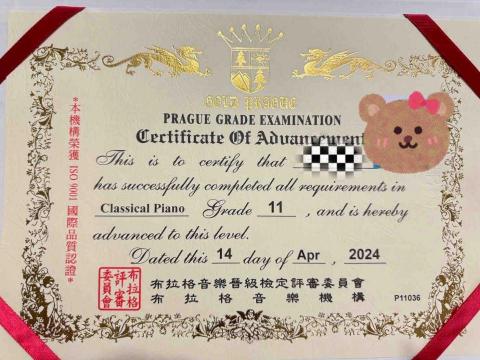 GOLD PRAGUE
PRAGUE GRADE EXAMINATION
Certificate Of Advancement
This is to certify that
has successfully completed all requirements in
Classical Piano Grade 11 , and is hereby
advanced to this level.
Dated this 14 day of Apr , 2024
*本機構榮獲 ISO 9001 國際品質認證*
布拉格
評審
委員會
布拉格音樂晉級檢定評審委員會
布拉格音樂機構
P11036